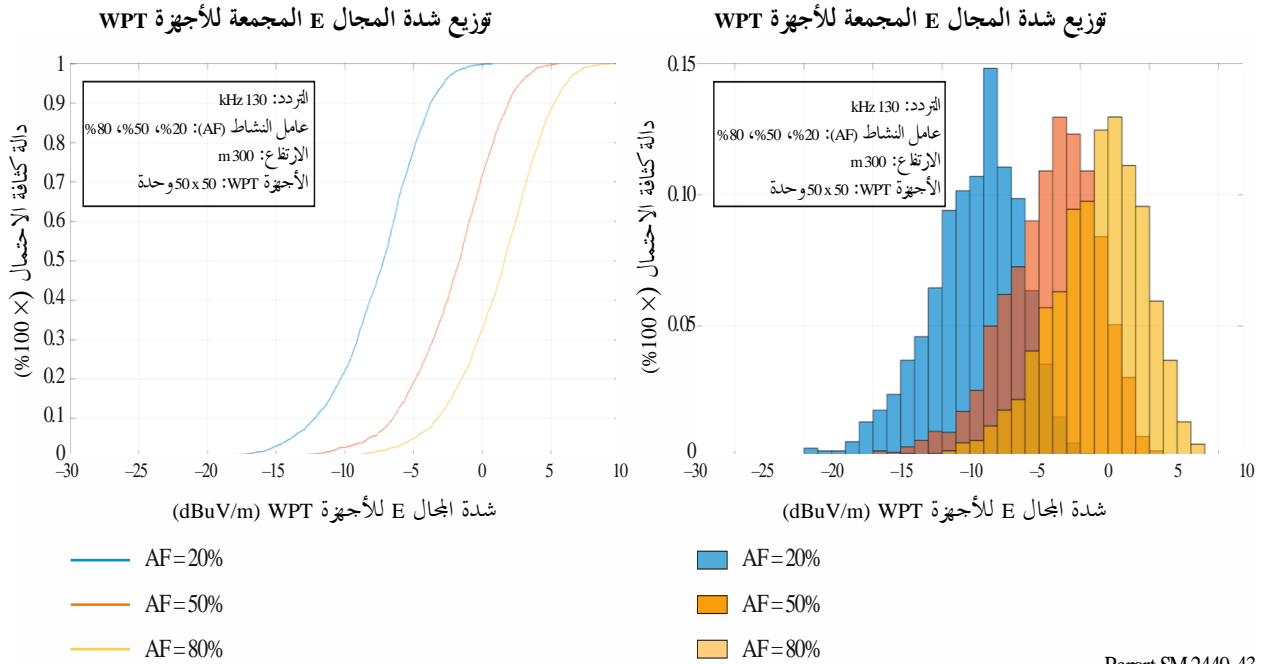 توزيع شدة المجال E المجمعة للأجهزة WPT
دالة كثافة الاحتمال (× 100%)
1
0.9
0.8
0.7
0.6
0.5
0.4
0.3
0.2
0.1
0
التردد: 130 kHz
عامل النشاط (AF): 20%، 50%، 80%
الارتفاع: 300 m
الأجهزة WPT: 50 x 50 وحدة
–30
–25
–20
–15
–10
–5
0
5
10
شدة المجال E للأجهزة WPT (dBuV/m)
AF=20%
AF=50%
AF=80%
توزيع شدة المجال E المجمعة للأجهزة WPT
دالة كثافة الاحتمال (× 100%)
0.15
0.10
0.05
0
التردد: 130 kHz
عامل النشاط (AF): 20%، 50%، 80%
الارتفاع: 300 m
الأجهزة WPT: 50 x 50 وحدة
–30
–25
–20
–15
–10
–5
0
5
10
شدة المجال E للأجهزة WPT (dBuV/m)
AF=20%
AF=50%
AF=80%